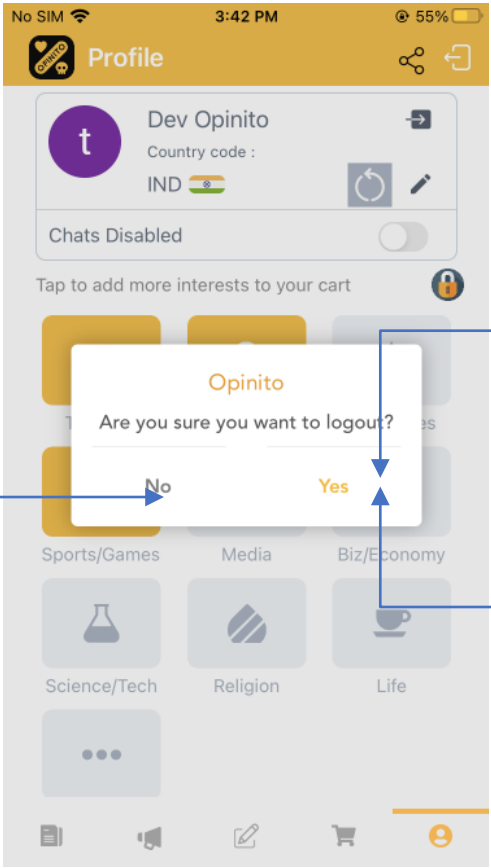 No SIM 3:42 PM 55%
OPINITO Profile
t Dev Opinito
Country code :
IND
Chats Disabled
Tap to add more interests to your cart
Opinito
Are you sure you want to logout?
No Yes
Sports/Games Media Biz/Economy
Science/Tech Religion Life